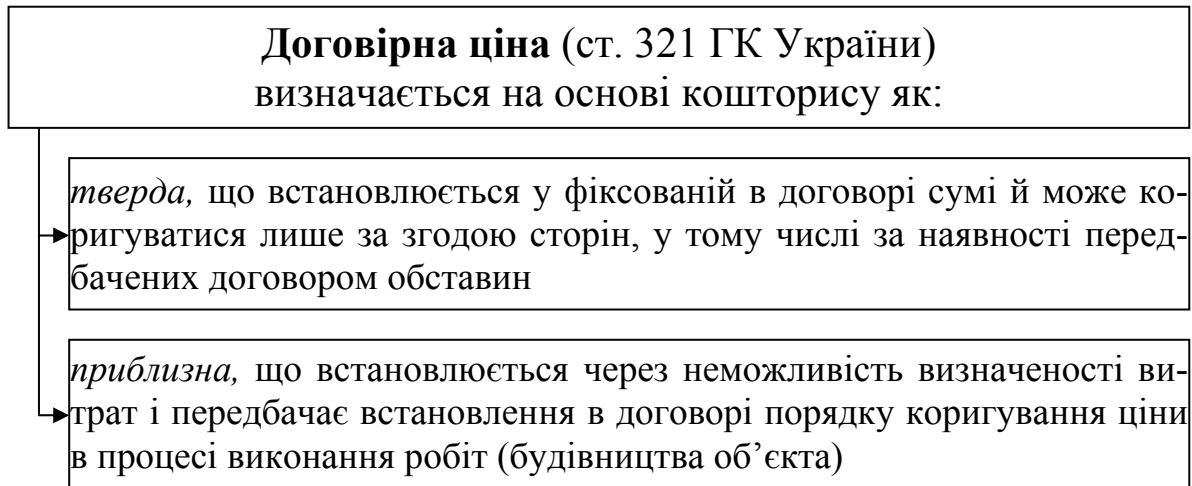 Договірна ціна (ст. 321 ГК України)
визначається на основі кошторису як:
тверда, що встановлюється у фіксованій в договорі сумі й може ко-
ригуватися лише за згодою сторін, у тому числі за наявності перед-
бачених договором обставин
приблизна, що встановлюється через неможливість визначеності ви-
трат і передбачає встановлення в договорі порядку коригування ціни
в процесі виконання робіт (будівництва об’єкта)